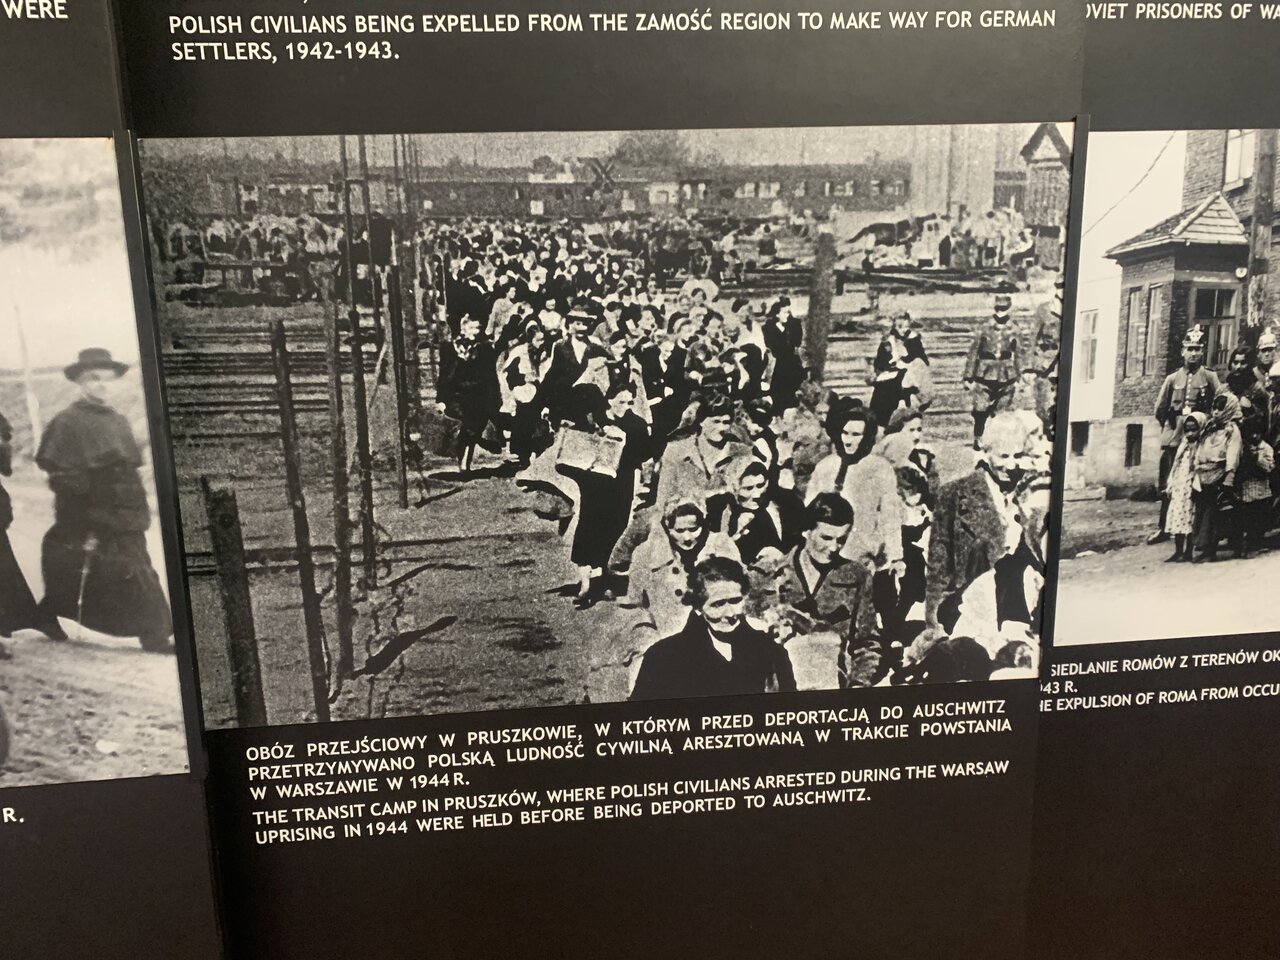 WERE
POLISH CIVILIANS BEING EXPELLED FROM THE ZAMOŚĆ REGION TO MAKE WAY FOR GERMAN
SETTLERS, 1942-1943.
OVIET PRISONERS OF WA
OBÓZ PRZEJŚCIOWY W PRUSZKOWIE, W KTÓRYM PRZED DEPORTACJĄ DO AUSCHWITZ
PRZETRZYMYWANO POLSKĄ LUDNOŚĆ CYWILNĄ ARESZTOWANĄ W TRAKCIE POWSTANIA
W WARSZAWIE W 1944 R.
THE TRANSIT CAMP IN PRUSZKÓW, WHERE POLISH CIVILIANS ARRESTED DURING THE WARSAW
UPRISING IN 1944 WERE HELD BEFORE BEING DEPORTED TO AUSCHWITZ.
R.
SIEDLANIE ROMÓW Z TERENÓW OK
943 R.
HE EXPULSION OF ROMA FROM OCCU